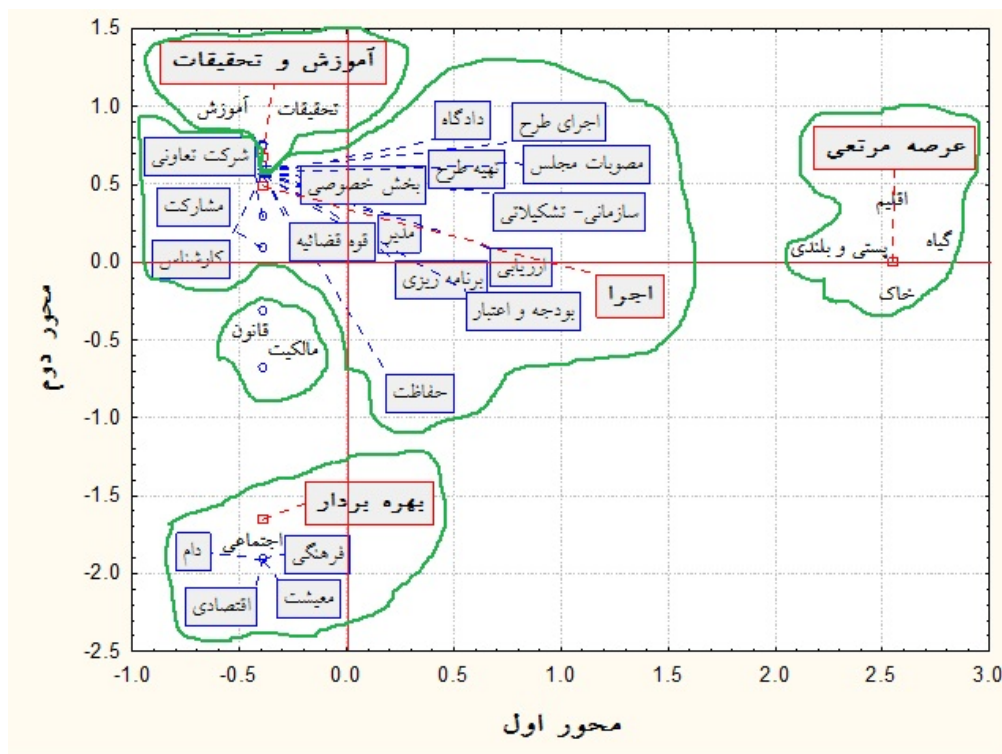 1.5
آموزش و تحقیقات
آموزش
تحقیقات
1.0
دادگاه
اجرای طرح
عرصه مرتعی
شرکت تعاونی
تهیه طرح
مصوبات مجلس
بخش خصوصی
0.5
مشارکت
سازمانی- تشکیلاتی
اقلیم
قوه قضائیه
مدیر
گیاه
کارشناس
پستی و بلندی
0.0
ارزیابی
برنامه ریزی
اجرا
خاک
بودجه و اعتبار
قانون
-0.5
مالکیت
محور دوم
حفاظت
-1.0
-1.5
بهره بردار
اجتماعی
دام
فرهنگی
-2.0
اقتصادی
معیشت
-2.5
-1.0 -0.5 0.0 0.5 1.0 1.5 2.0 2.5 3.0
محور اول